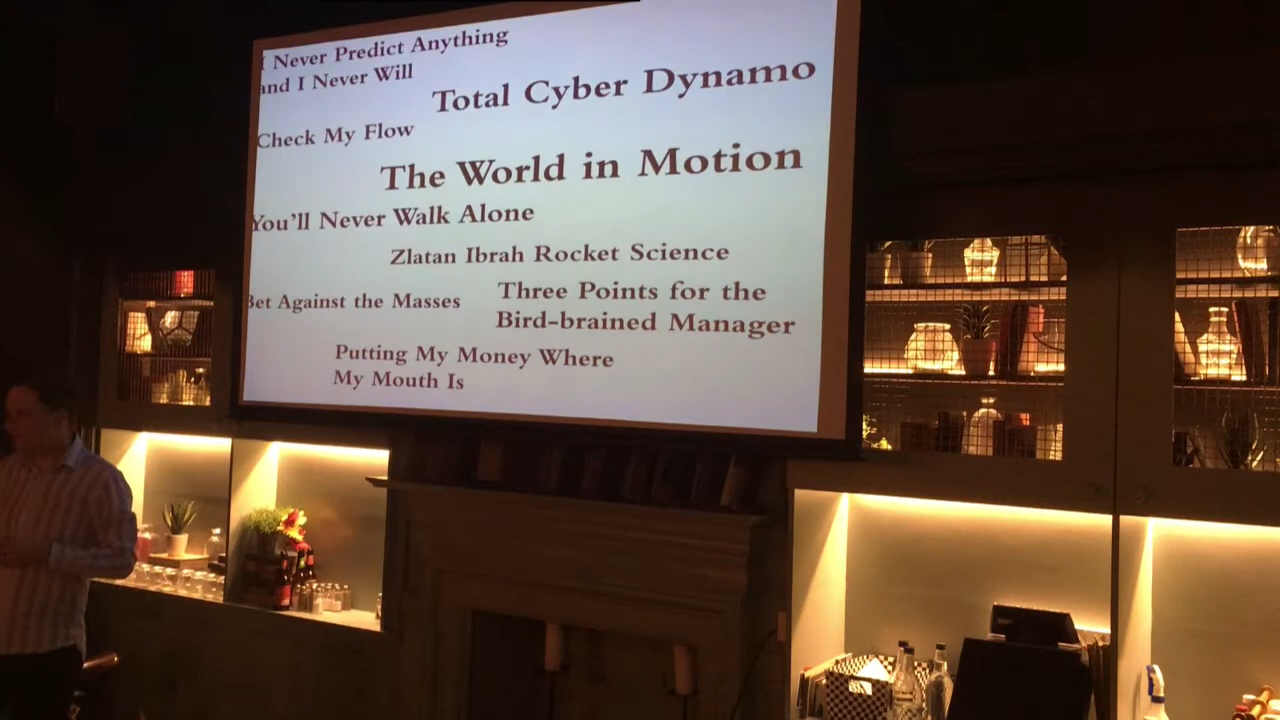 I Never Predict Anything
and I Never Will
Total Cyber Dynamo
Check My Flow
The World in Motion
You'll Never Walk Alone
Zlatan Ibrah Rocket Science
Bet Against the Masses
Three Points for the
Bird-brained Manager
Putting My Money Where
My Mouth Is